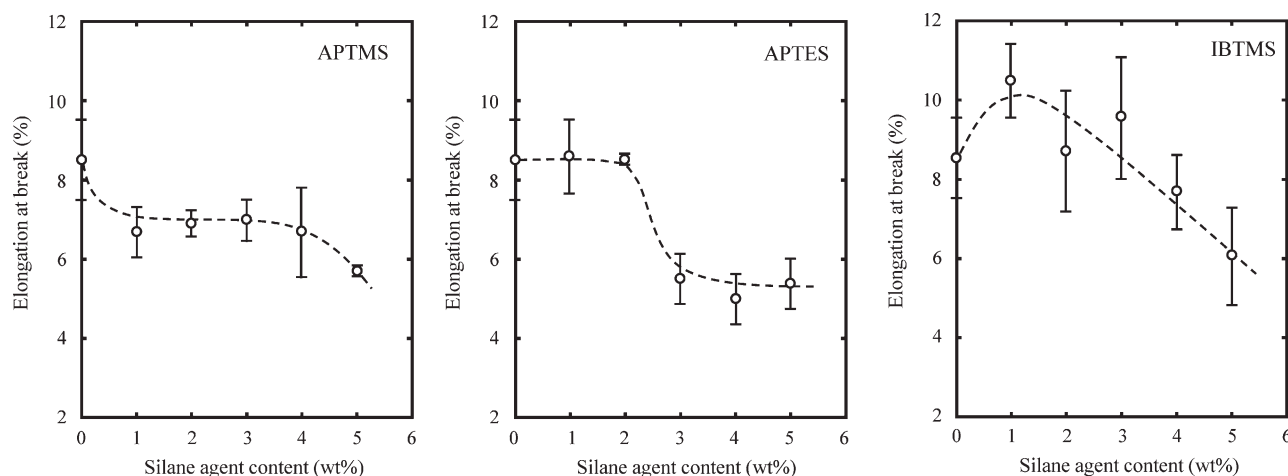 APTMS
Elongation at break (%)
12
10
8
6
4
2
0 1 2 3 4 5 6
Silane agent content (wt%)
APTES
Elongation at break (%)
12
10
8
6
4
2
0 1 2 3 4 5 6
Silane agent content (wt%)
IBTMS
Elongation at break (%)
12
10
8
6
4
2
0 1 2 3 4 5 6
Silane agent content (wt%)